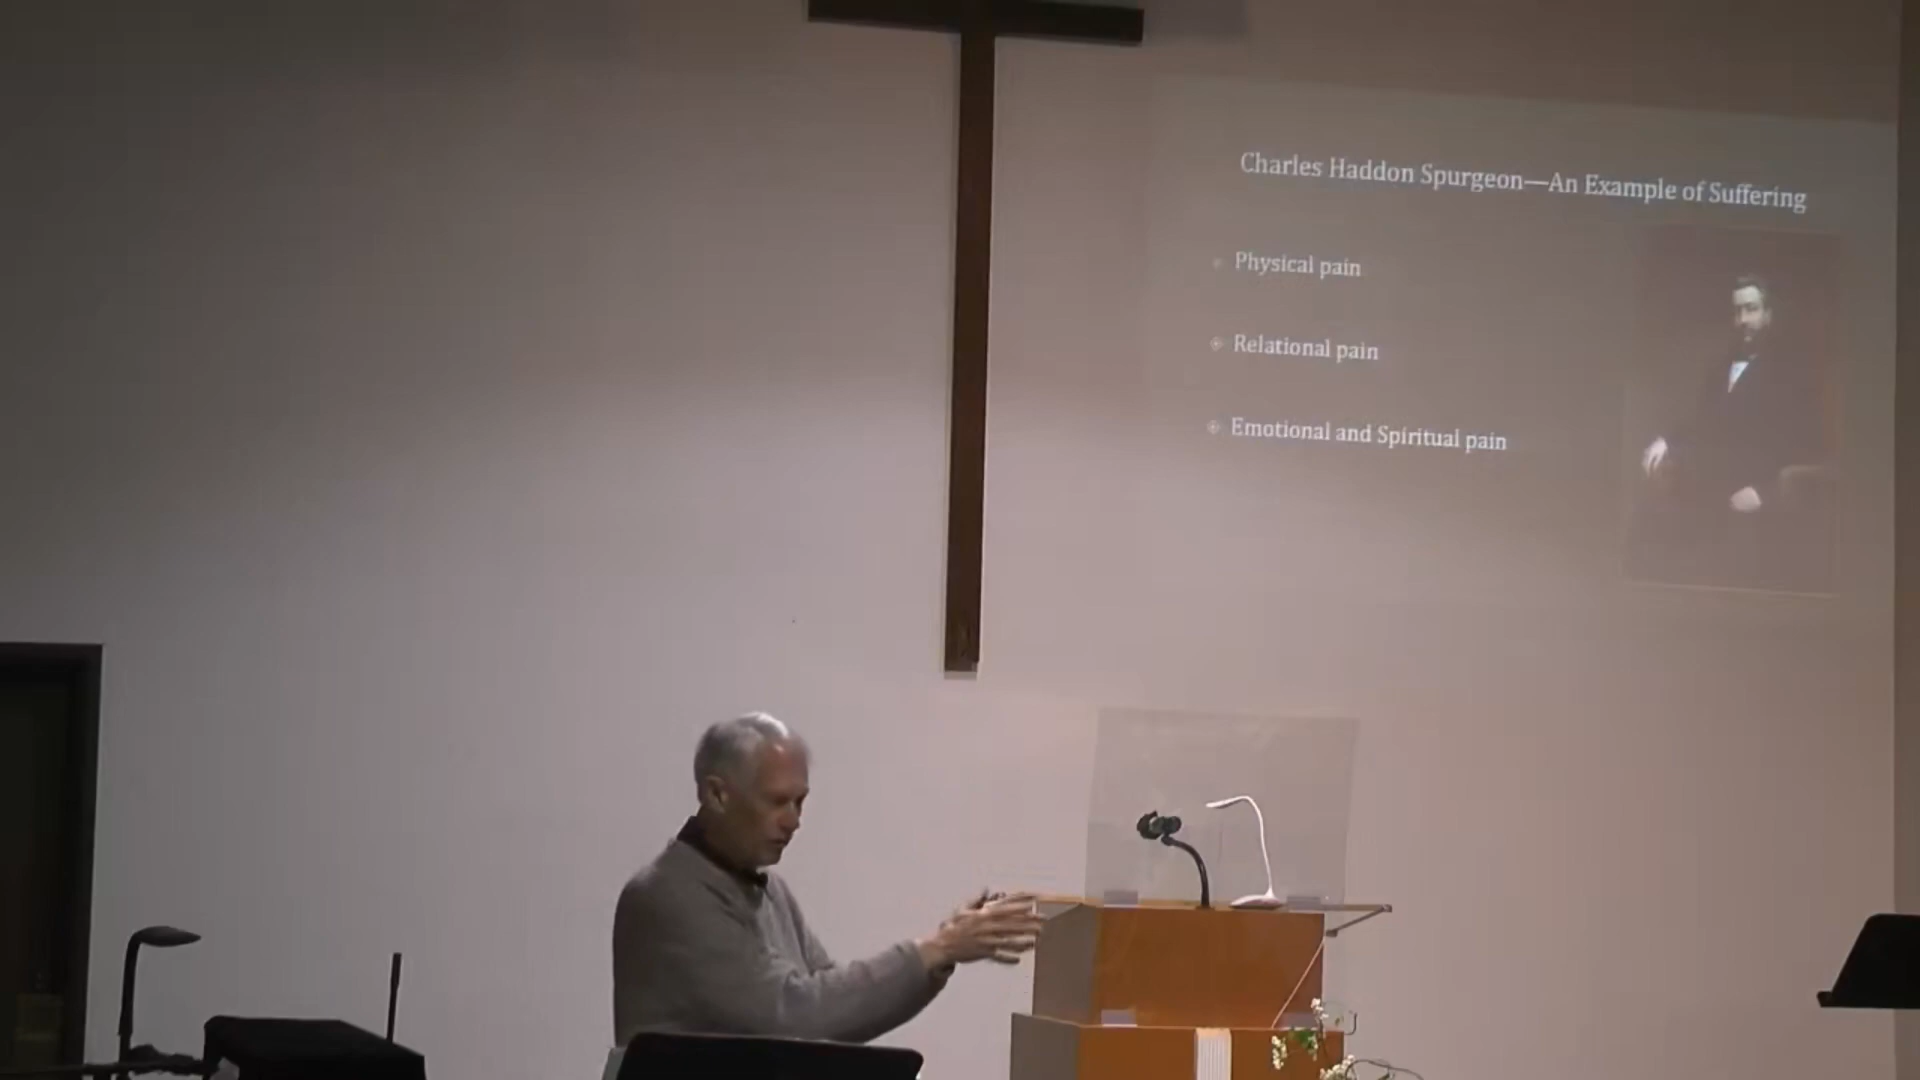 Charles Haddon Spurgeon—An Example of Suffering
Physical pain
Relational pain
Emotional and Spiritual pain